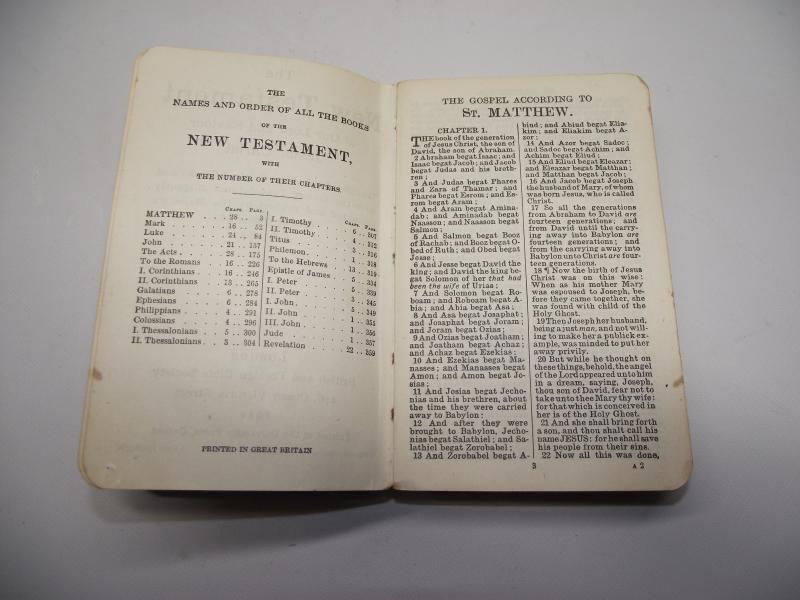 THE
NAMES AND ORDER OF ALL THE BOOKS
OF THE
NEW TESTAMENT,
WITH
THE NUMBER OF THEIR CHAPTERS.
CHAPS. PAGE.
MATTHEW . . . 28 . . 3
Mark . . . . . 16 . . 52
Luke . . . . . 24 . . 84
John . . . . . 21 . . 137
The Acts . . . . 28 . . 175
To the Romans . . 16 . . 226
I. Corinthians . . . 16 . . 246
II. Corinthians . . . 13 . . 265
Galatians . . . . 6 . . 278
Ephesians . . . . 6 . . 284
Philippians . . . . 4 . . 291
Colossians . . . . 4 . . 296
I. Thessalonians . . . 5 . . 300
II. Thessalonians . . . 3 . . 304
CHAPS. PAGE.
I. Timothy . . . . 6 . . 307
II. Timothy . . . . 4 . . 312
Titus . . . . . 3 . . 316
Philemon . . . . 1 . . 318
To the Hebrews . . 13 . . 319
Epistle of James . . 5 . . 334
I. Peter . . . . 5 . . 339
II. Peter . . . . 3 . . 345
I. John . . . . . 5 . . 349
II. John . . . . 1 . . 355
III. John . . . . 1 . . 356
Jude . . . . . 1 . . 357
Revelation . . . . 22 . . 359
PRINTED IN GREAT BRITAIN
THE GOSPEL ACCORDING TO
ST. MATTHEW.
CHAPTER 1.
THE book of the generation
of Jesus Christ, the son of
David, the son of Abraham.
2 Abraham begat Isaac; and
Isaac begat Jacob; and Jacob
begat Judas and his breth-
ren;
3 And Judas begat Phares
and Zara of Thamar; and
Phares begat Esrom; and Es-
rom begat Aram;
4 And Aram begat Amina-
dab; and Aminadab begat
Naasson; and Naasson begat
Salmon;
5 And Salmon begat Booz
of Rachab; and Booz begat O-
bed of Ruth; and Obed begat
Jesse;
6 And Jesse begat David the
king; and David the king be-
gat Solomon of her that had
been the wife of Urias;
7 And Solomon begat Ro-
boam; and Roboam begat A-
bia; and Abia begat Asa;
8 And Asa begat Josaphat;
and Josaphat begat Joram;
and Joram begat Ozias;
9 And Ozias begat Joatham;
and Joatham begat Achaz;
and Achaz begat Ezekias;
10 And Ezekias begat Ma-
nasses; and Manasses begat
Amon; and Amon begat Jo-
sias;
11 And Josias begat Jecho-
nias and his brethren, about
the time they were carried
away to Babylon:
12 And after they were
brought to Babylon, Jecho-
nias begat Salathiel; and Sa-
lathiel begat Zorobabel;
13 And Zorobabel begat A-
bind; and Abiud begat Elia-
kim; and Eliakim begat A-
zor;
14 And Azor begat Sadoc;
and Sadoc begat Achim; and
Achim begat Eliud;
15 And Eliud begat Eleazar;
and Eleazar begat Matthan;
and Matthan begat Jacob;
16 And Jacob begat Joseph
the husband of Mary, of whom
was born Jesus, who is called
Christ.
17 So all the generations
from Abraham to David are
fourteen generations; and
from David until the carry-
ing away into Babylon are
fourteen generations; and
from the carrying away into
Babylon unto Christ are four-
teen generations.
18 ¶ Now the birth of Jesus
Christ was on this wise:
When as his mother Mary
was espoused to Joseph, be-
fore they came together, she
was found with child of the
Holy Ghost.
19 Then Joseph her husband,
being a just man, and not will-
ing to make her a publick ex-
ample, was minded to put her
away privily.
20 But while he thought on
these things, behold, the angel
of the Lord appeared unto him
in a dream, saying, Joseph,
thou son of David, fear not to
take unto thee Mary thy wife:
for that which is conceived in
her is of the Holy Ghost.
21 And she shall bring forth
a son, and thou shalt call his
name JESUS: for he shall save
his people from their sins.
22 Now all this was done,
3
A 2